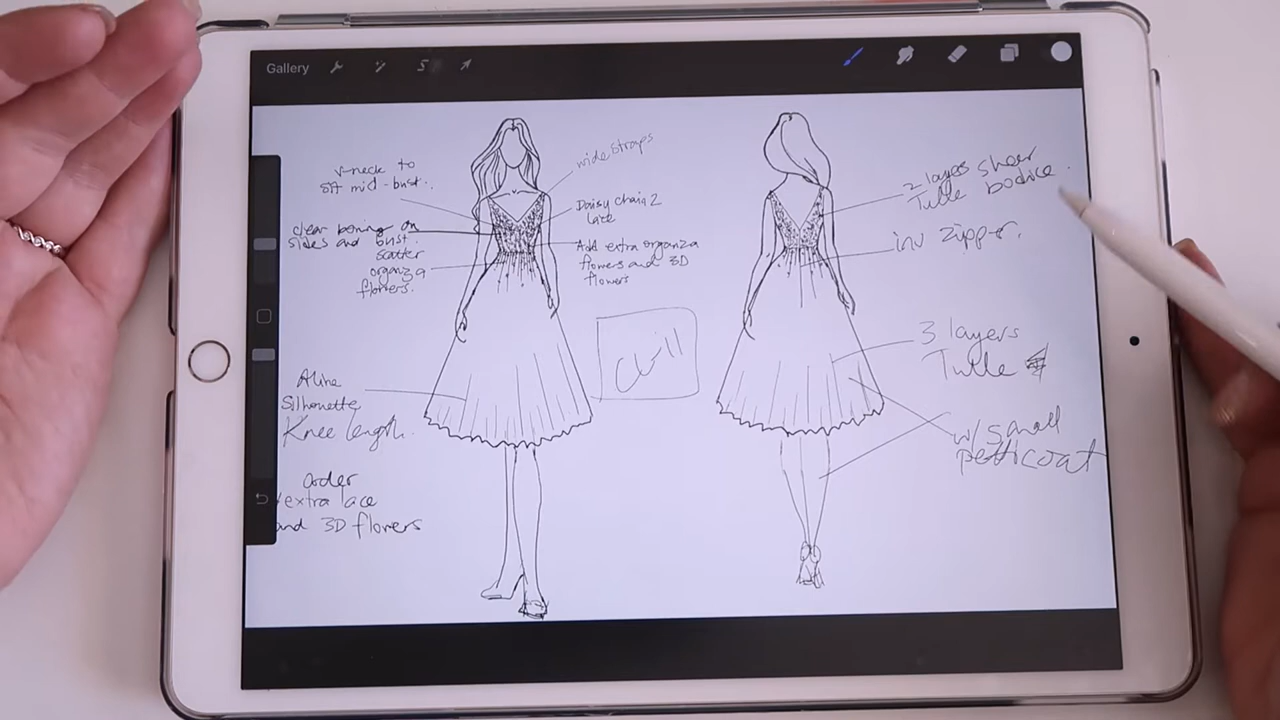 Gallery
v-neck to
sit mid-bust.
clear boning on
sides and bust.
scatter
organza
flowers.
Aline
Silhouette
Knee length.
order
extra lace
and 3D flowers
wide straps
Daisy chain 2
lace
Add extra organza
flowers and 3D
flowers
2 layes sheer
Tulle bodice.
inv zipper.
3 layers
Tulle
w/ small
petticoat